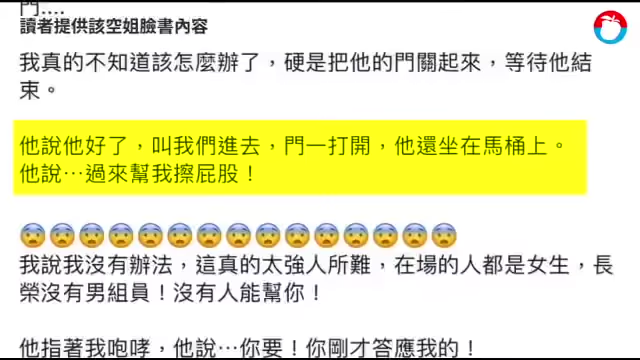 門....
讀者提供該空姐臉書內容
我真的不知道該怎麼辦了，硬是把他的門關起來，等待他結
束。
他說他好了，叫我們進去，門一打開，他還坐在馬桶上。
他說…過來幫我擦屁股！
😨😨😨😨😨😨😨😨😨😨😨😨😨😨😨
我說我沒有辦法，這真的太強人所難，在場的人都是女生，長
榮沒有男組員！沒有人能幫你！
他指著我咆哮，他說…你要！你剛才答應我的！